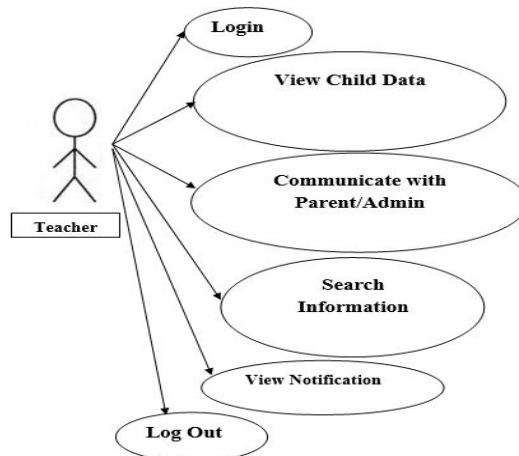 Login
View Child Data
Communicate with
Parent/Admin
Teacher
Search
Information
View Notification
Log Out